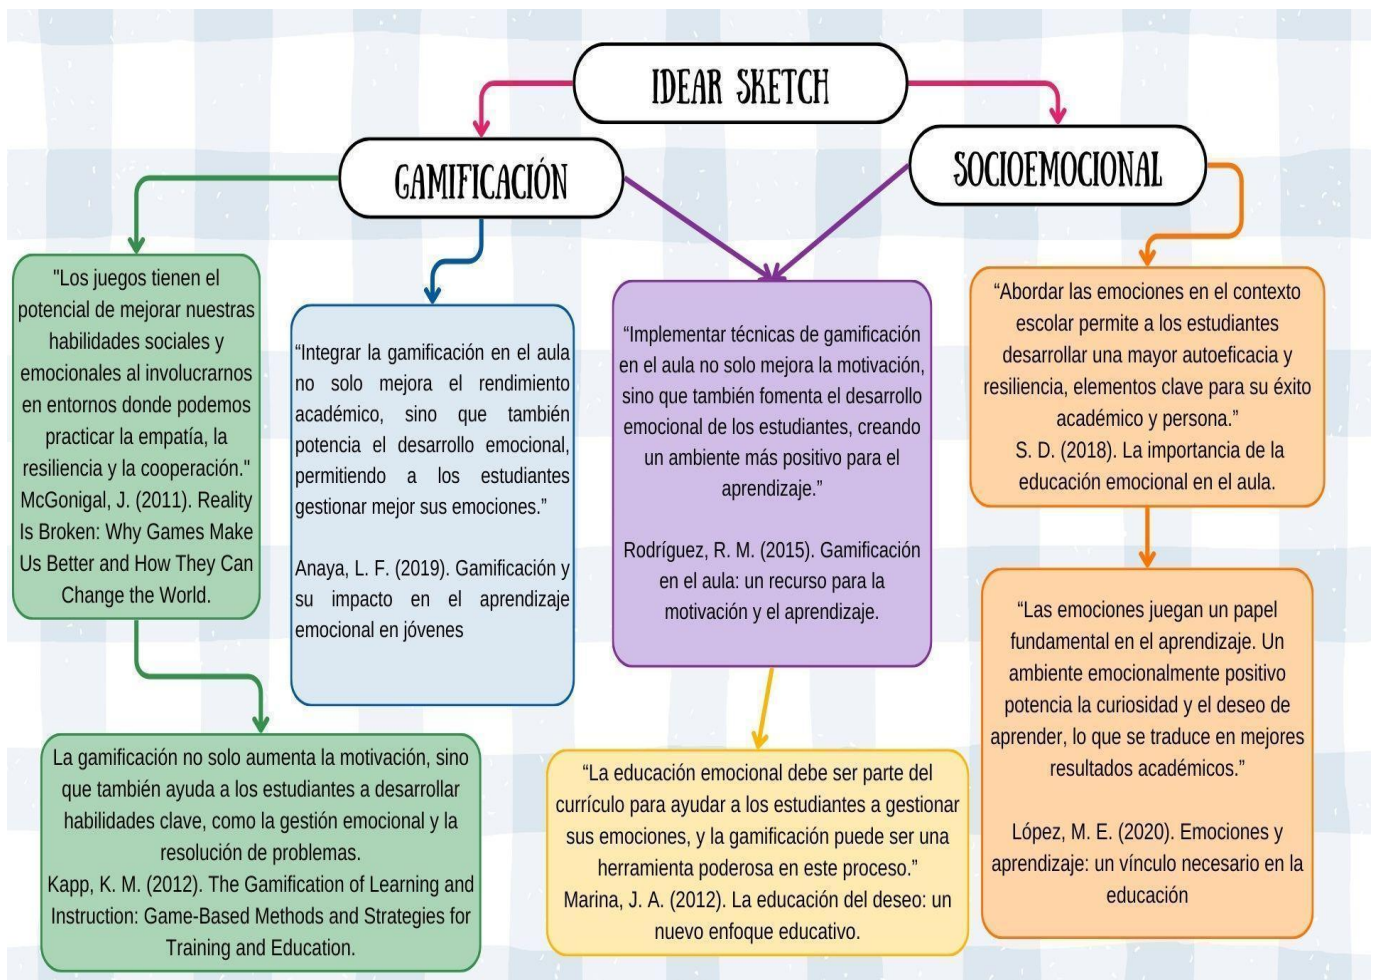 IDEAR SKETCH
GAMIFICACIÓN
SOCIOEMOCIONAL
"Los juegos tienen el
potencial de mejorar nuestras
habilidades sociales y
emocionales al involucrarnos
en entornos donde podemos
practicar la empatía, la
resiliencia y la cooperación."
McGonigal, J. (2011). Reality
Is Broken: Why Games Make
Us Better and How They Can
Change the World.
“Integrar la gamificación en el aula
no solo mejora el rendimiento
académico, sino que también
potencia el desarrollo emocional,
permitiendo a los estudiantes
gestionar mejor sus emociones.”
Anaya, L. F. (2019). Gamificación y
su impacto en el aprendizaje
emocional en jóvenes
“Implementar técnicas de gamificación
en el aula no solo mejora la motivación,
sino que también fomenta el desarrollo
emocional de los estudiantes, creando
un ambiente más positivo para el
aprendizaje.”
Rodríguez, R. M. (2015). Gamificación
en el aula: un recurso para la
motivación y el aprendizaje.
“Abordar las emociones en el contexto
escolar permite a los estudiantes
desarrollar una mayor autoeficacia y
resiliencia, elementos clave para su éxito
académico y persona.”
S. D. (2018). La importancia de la
educación emocional en el aula.
La gamificación no solo aumenta la motivación, sino
que también ayuda a los estudiantes a desarrollar
habilidades clave, como la gestión emocional y la
resolución de problemas.
Kapp, K. M. (2012). The Gamification of Learning and
Instruction: Game-Based Methods and Strategies for
Training and Education.
“La educación emocional debe ser parte del
currículo para ayudar a los estudiantes a gestionar
sus emociones, y la gamificación puede ser una
herramienta poderosa en este proceso.”
Marina, J. A. (2012). La educación del deseo: un
nuevo enfoque educativo.
“Las emociones juegan un papel
fundamental en el aprendizaje. Un
ambiente emocionalmente positivo
potencia la curiosidad y el deseo de
aprender, lo que se traduce en mejores
resultados académicos.”
López, M. E. (2020). Emociones y
aprendizaje: un vínculo necesario en la
educación